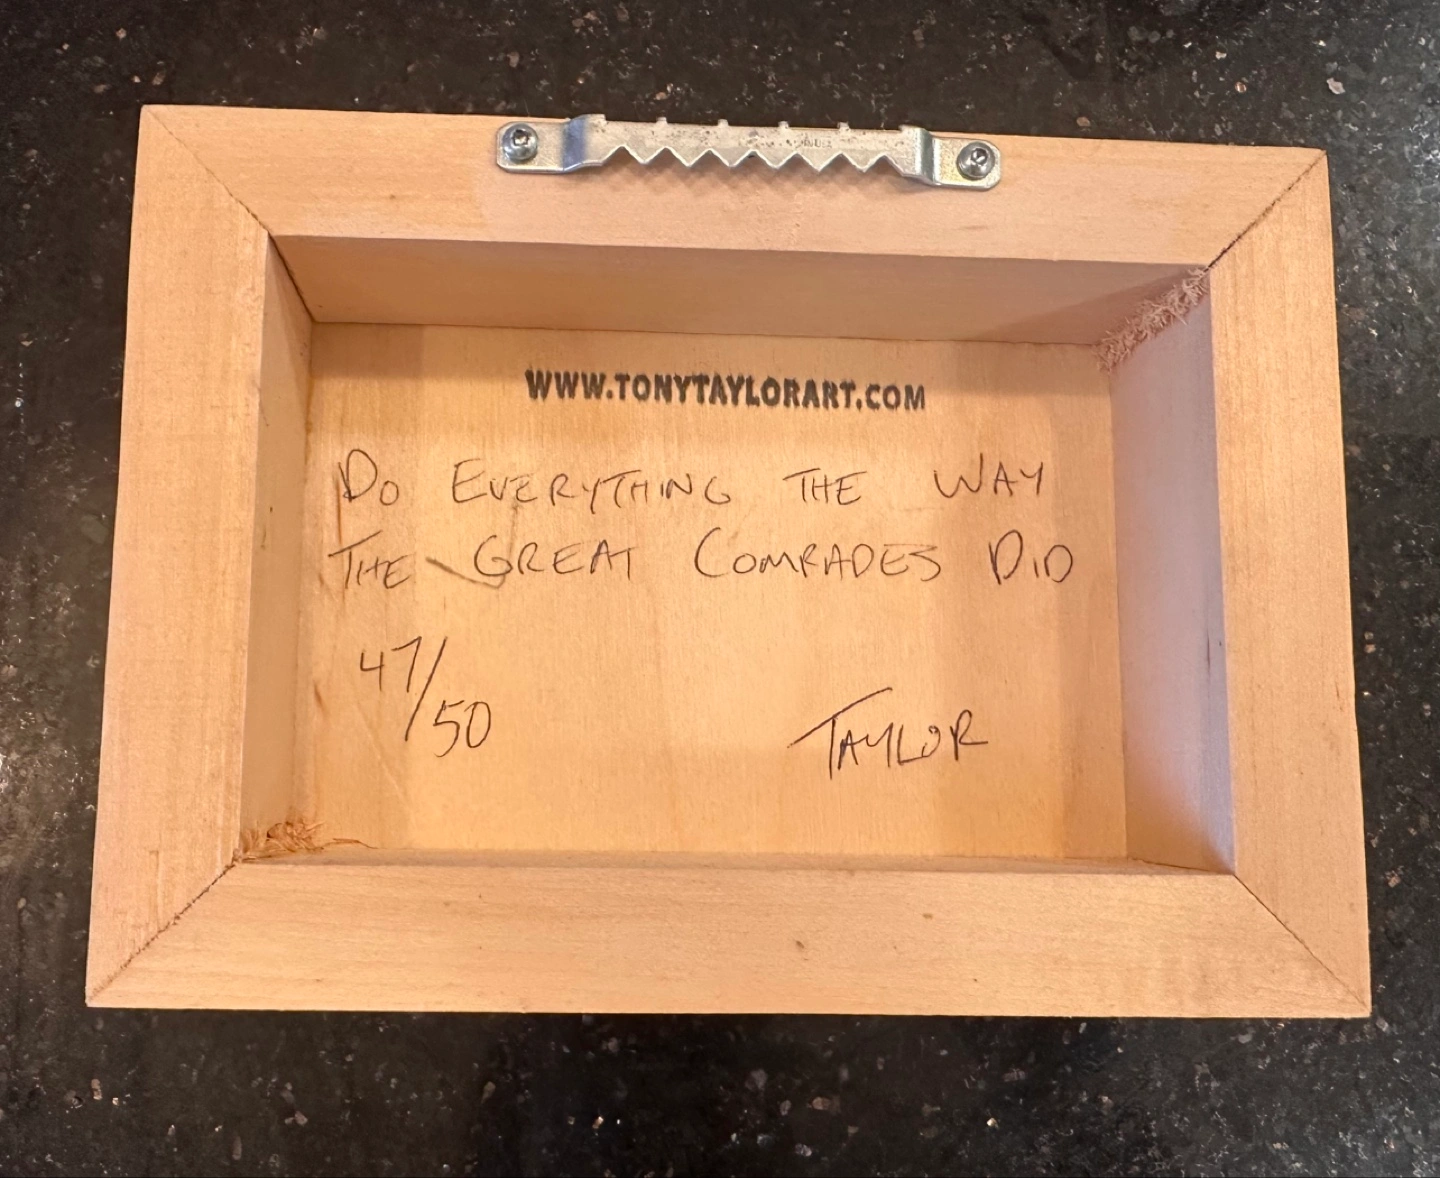 WWW.TONYTAYLORART.COM
DO EVERYTHING THE WAY
THE GREAT COMRADES DID
47/50
TAYLOR